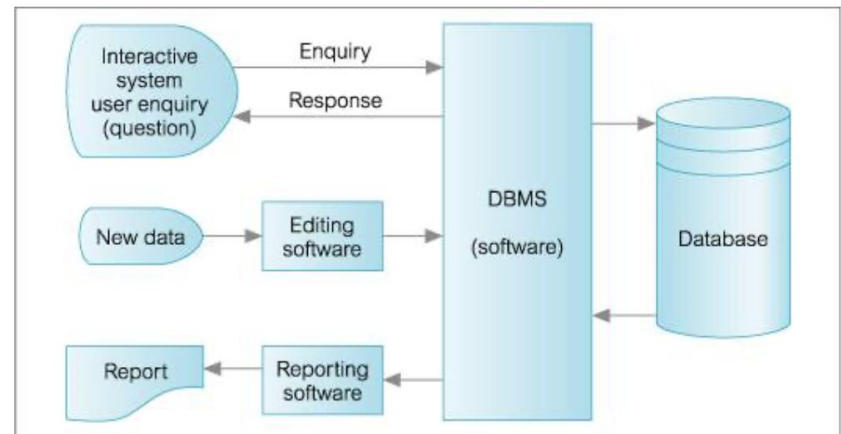 Interactive
system
user enquiry
(question)
Enquiry
Response
New data
Editing
software
DBMS
(software)
Database
Report
Reporting
software